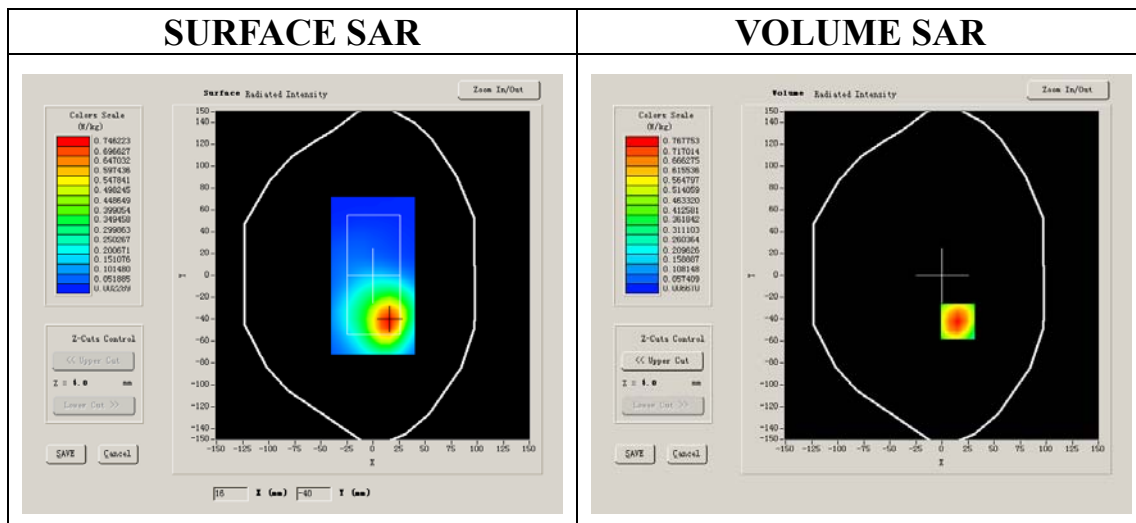 SURFACE SAR
VOLUME SAR
Surface Radiated Intensity
Zoom In/Out
Colors Scale
(W/kg)
0.746223
0.696627
0.647032
0.597436
0.547841
0.498245
0.448649
0.399054
0.349458
0.299863
0.250267
0.200671
0.151076
0.101480
0.051885
0.002289
150
140
120
100
80
60
40
20
0
-20
-40
-60
-80
-100
-120
-140
-150
Y
-150 -125 -100 -75 -50 -25 0 25 50 75 100 125 150
X
Z-Cuts Control
<< Upper Cut
Z = 4.0 mm
Lower Cut >>
SAVE Cancel
16 X (mm) -40 Y (mm)
Volume Radiated Intensity
Zoom In/Out
Colors Scale
(W/kg)
0.767753
0.717014
0.666275
0.615536
0.564797
0.514059
0.463320
0.412581
0.361842
0.311103
0.260364
0.209626
0.158887
0.108148
0.057409
0.006670
150
140
120
100
80
60
40
20
0
-20
-40
-60
-80
-100
-120
-140
-150
Y
-150 -125 -100 -75 -50 -25 0 25 50 75 100 125 150
X
Z-Cuts Control
<< Upper Cut
Z = 4.0 mm
Lower Cut >>
SAVE Cancel